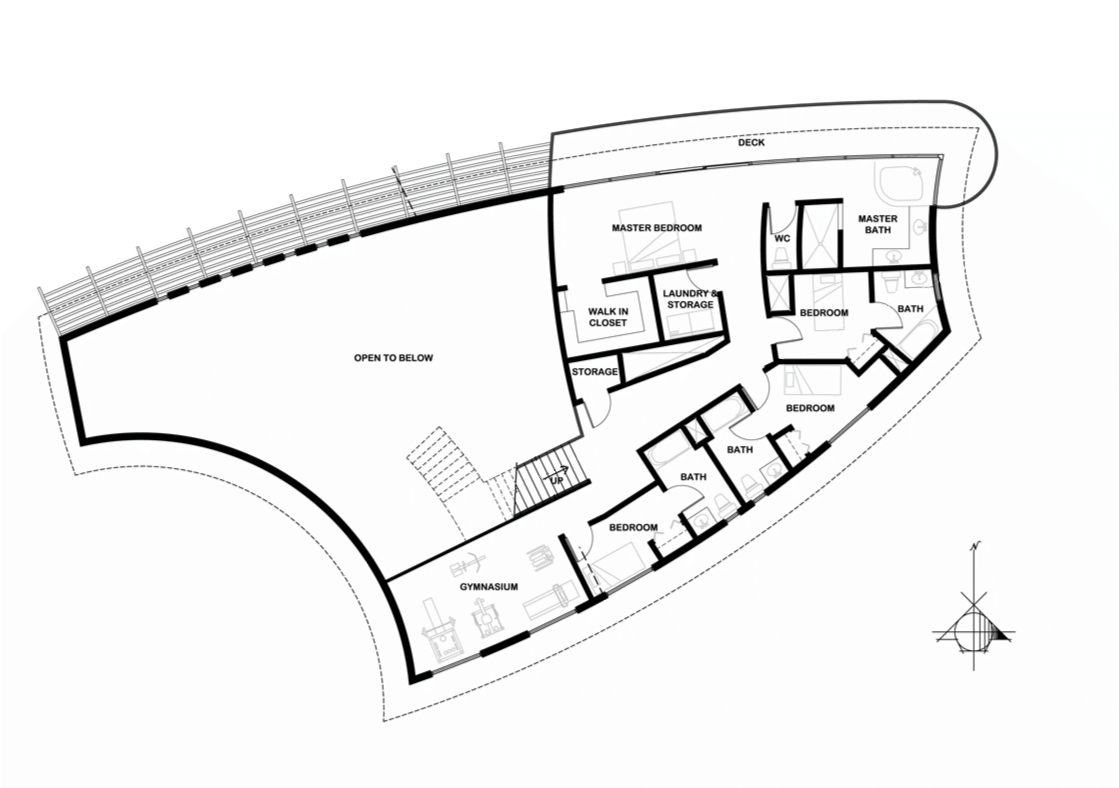 DECK
MASTER BEDROOM
WC
MASTER
BATH
LAUNDRY &
STORAGE
WALK IN
CLOSET
BEDROOM
BATH
OPEN TO BELOW
STORAGE
BEDROOM
BATH
BATH
UP
BEDROOM
GYMNASIUM
N